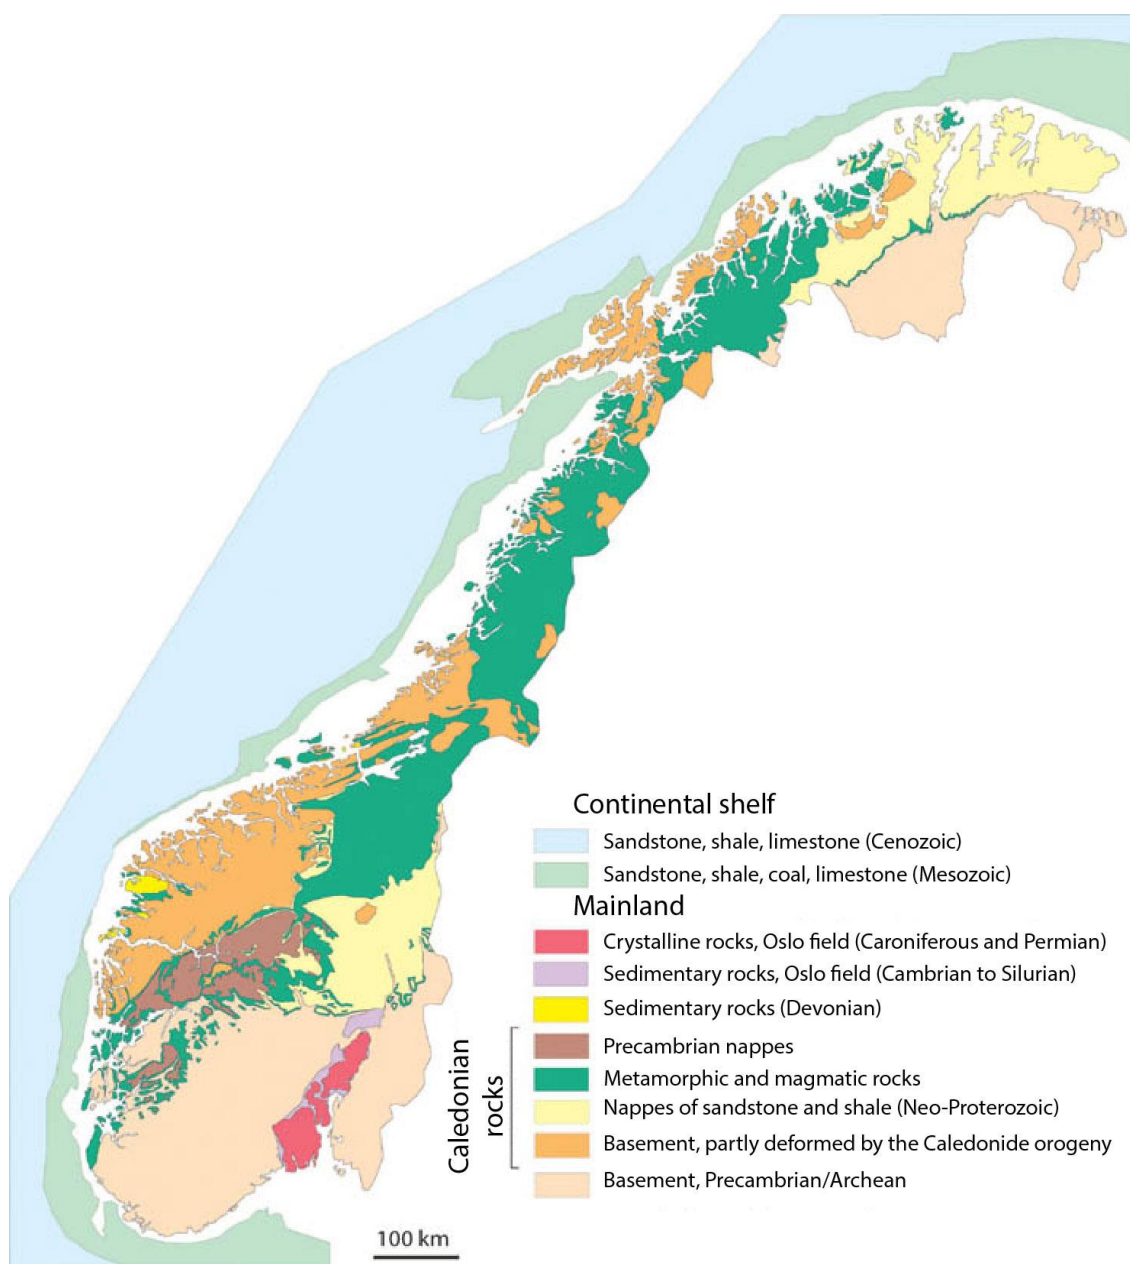 Continental shelf
Sandstone, shale, limestone (Cenozoic)
Sandstone, shale, coal, limestone (Mesozoic)
Mainland
Crystalline rocks, Oslo field (Caroniferous and Permian)
Sedimentary rocks, Oslo field (Cambrian to Silurian)
Sedimentary rocks (Devonian)
Caledonian
rocks
Precambrian nappes
Metamorphic and magmatic rocks
Nappes of sandstone and shale (Neo-Proterozoic)
Basement, partly deformed by the Caledonide orogeny
Basement, Precambrian/Archean
100 km